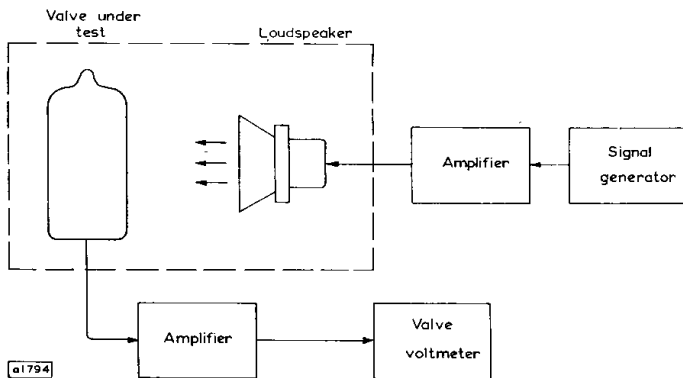 Valve under
test
Loudspeaker
Amplifier
Signal
generator
Amplifier
Valve
voltmeter
a1794